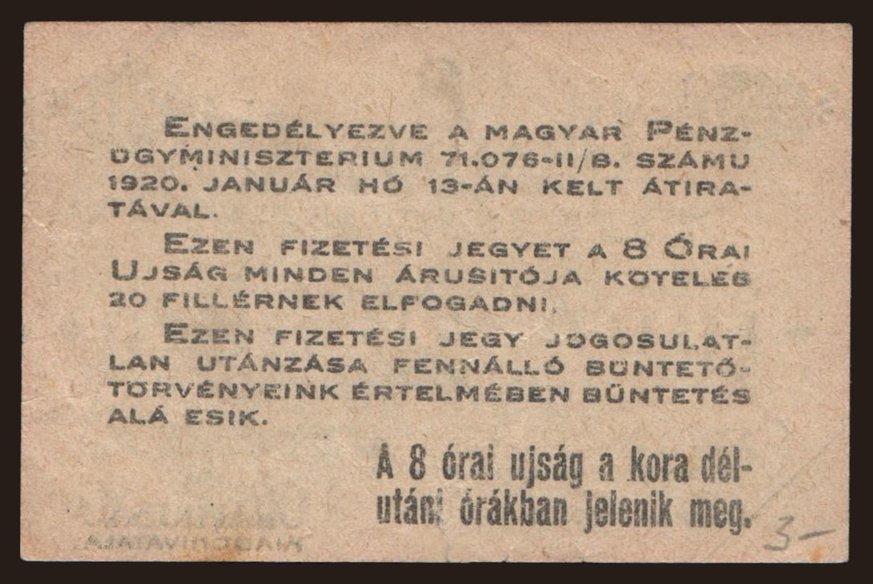 ENGEDÉLYEZVE A MAGYAR PÉNZ-
ÜGYMINISZTERIUM 71.076-II/B. SZÁMU
1920. JANUÁR HÓ 13-ÁN KELT ÁTIRA-
TÁVAL.
EZEN FIZETÉSI JEGYET A 8 ÓRAI
UJSÁG MINDEN ÁRUSITÓJA KÖTELES
20 FILLÉRNEK ELFOGADNI.
EZEN FIZETÉSI JEGY JOGOSULAT-
LAN UTÁNZÁSA FENNÁLLÓ BÜNTETŐ-
TÖRVÉNYEINK ÉRTELMÉBEN BÜNTETÉS
ALÁ ESIK.
A 8 órai ujság a kora dél-
utáni órákban jelenik meg.
3-